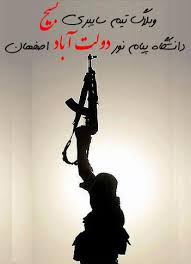 وبلاگ تیم سایبری بسیج
دانشگاه پیام نور دولت آباد اصفهان